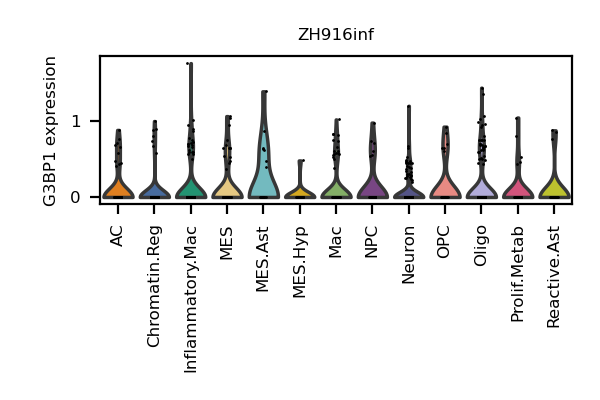 ZH916inf
G3BP1 expression
1
0
AC
Chromatin.Reg
Inflammatory.Mac
MES
MES.Ast
MES.Hyp
Mac
NPC
Neuron
OPC
Oligo
Prolif.Metab
Reactive.Ast